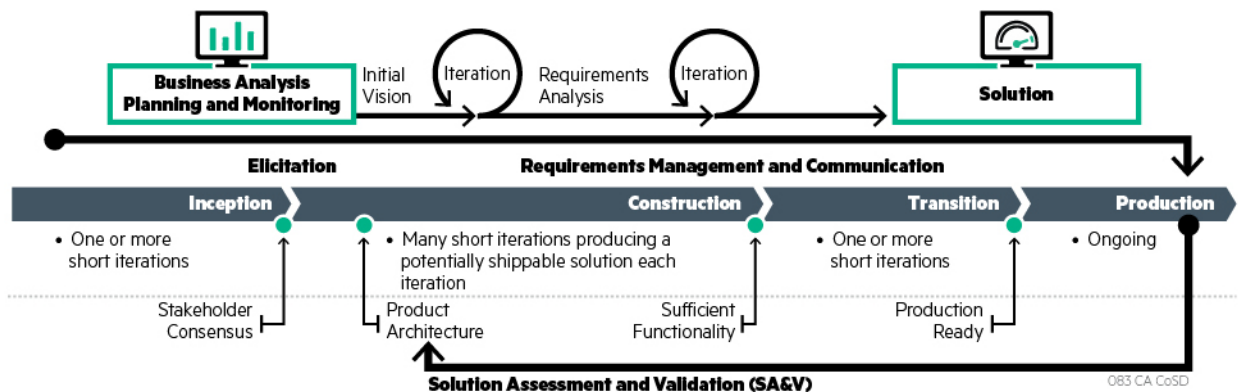 Business Analysis
Planning and Monitoring
Initial
Vision
Iteration
Requirements
Analysis
Iteration
Solution
Elicitation
Requirements Management and Communication
Inception
Construction
Transition
Production
• One or more
short iterations
• Many short iterations producing a
potentially shippable solution each
iteration
• One or more
short iterations
• Ongoing
Stakeholder
Consensus
Product
Architecture
Sufficient
Functionality
Production
Ready
Solution Assessment and Validation (SA&V)
083 CA CoSD